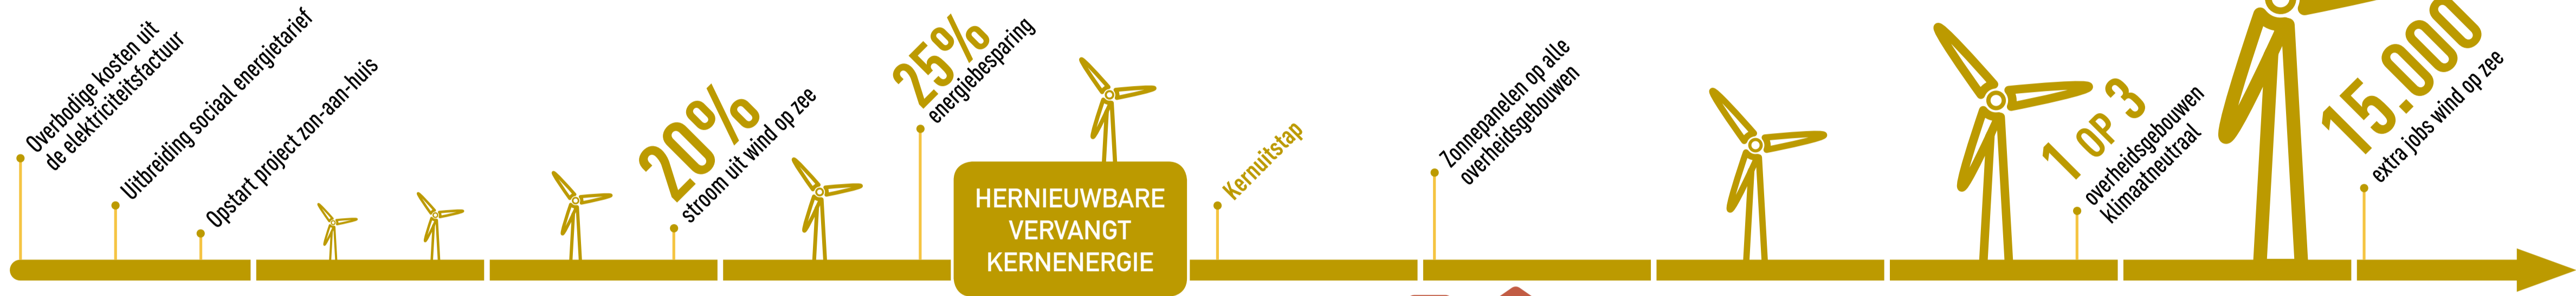 Overbodige kosten uit
de elektriciteitsfactuur
Uitbreiding sociaal energietarief
Opstart project zon-aan-huis
20%
stroom uit wind op zee
25%
energiebesparing
HERNIEUWBARE
VERVANGT
KERNENERGIE
Kernuitstap
Zonnepanelen op alle
overheidsgebouwen
1 OP 3
overheidsgebouwen
klimaatneutraal
15.000
extra jobs wind op zee